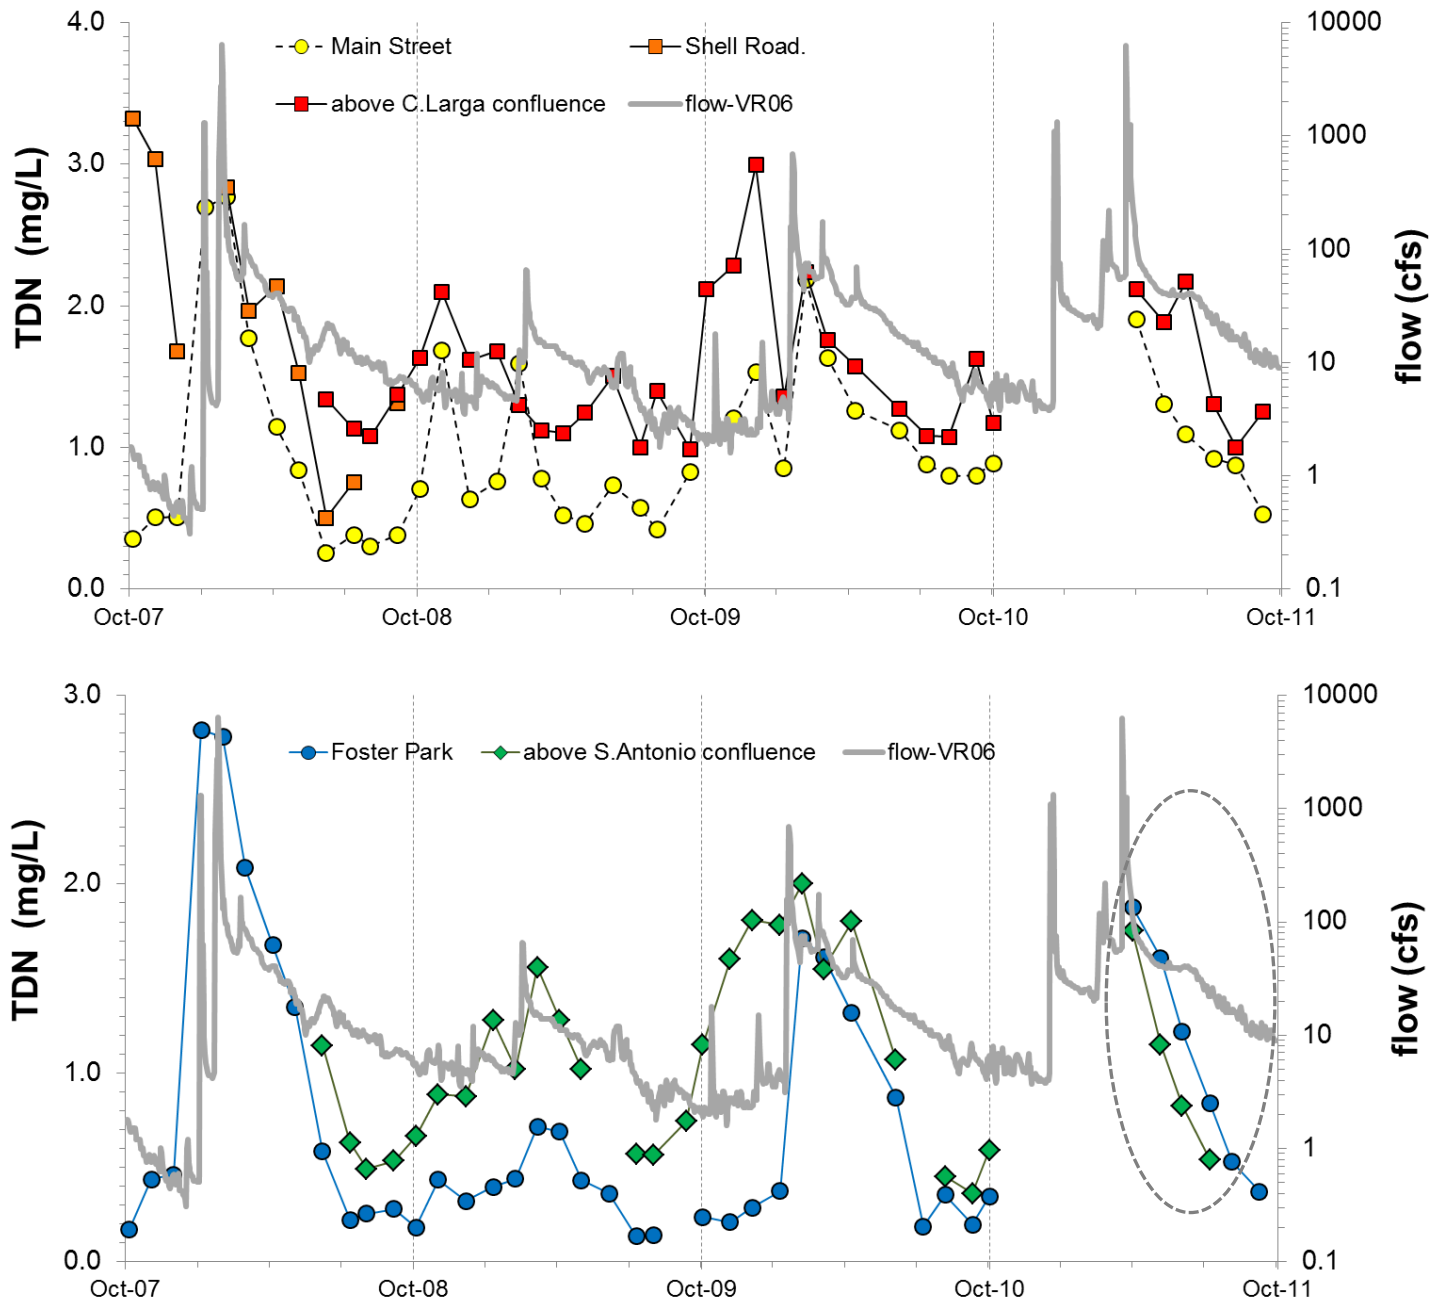 4.0
3.0
2.0
1.0
0.0
TDN (mg/L)
Main Street
Shell Road.
above C.Larga confluence
flow-VR06
10000
1000
100
10
1
0.1
flow (cfs)
Oct-07
Oct-08
Oct-09
Oct-10
Oct-11
3.0
2.0
1.0
0.0
TDN (mg/L)
Foster Park
above S.Antonio confluence
flow-VR06
10000
1000
100
10
1
0.1
flow (cfs)
Oct-07
Oct-08
Oct-09
Oct-10
Oct-11